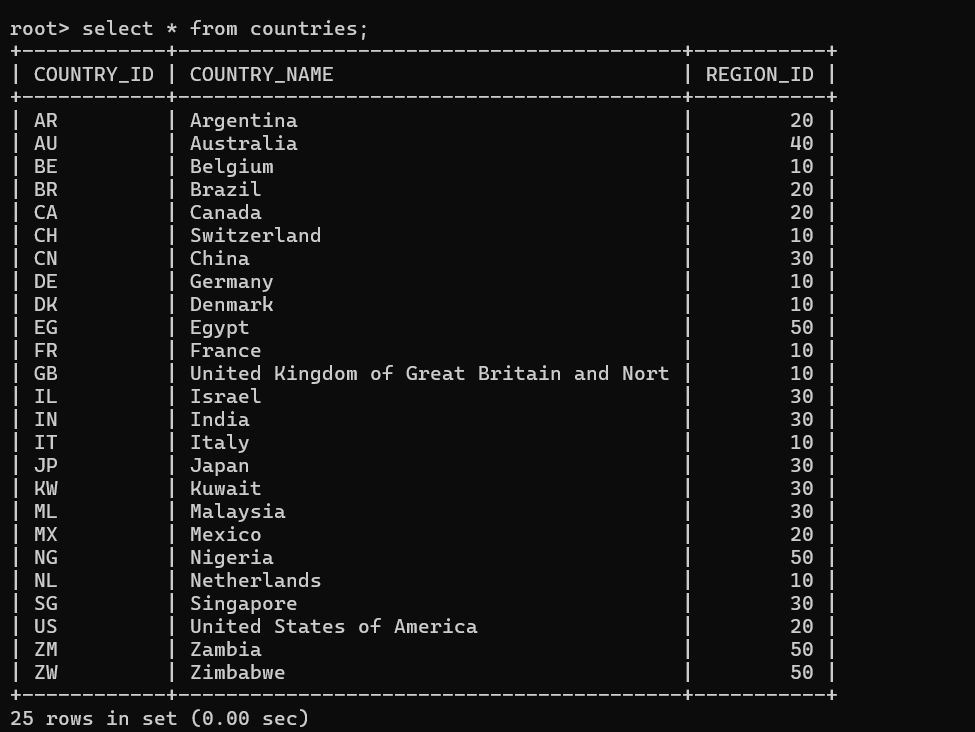 root> select * from countries;
+------------+------------------------------------------+-----------+
| COUNTRY_ID | COUNTRY_NAME                             | REGION_ID |
+------------+------------------------------------------+-----------+
| AR         | Argentina                                |        20 |
| AU         | Australia                                |        40 |
| BE         | Belgium                                  |        10 |
| BR         | Brazil                                   |        20 |
| CA         | Canada                                   |        20 |
| CH         | Switzerland                              |        10 |
| CN         | China                                    |        30 |
| DE         | Germany                                  |        10 |
| DK         | Denmark                                  |        10 |
| EG         | Egypt                                    |        50 |
| FR         | France                                   |        10 |
| GB         | United Kingdom of Great Britain and Nort |        10 |
| IL         | Israel                                   |        30 |
| IN         | India                                    |        30 |
| IT         | Italy                                    |        10 |
| JP         | Japan                                    |        30 |
| KW         | Kuwait                                   |        30 |
| ML         | Malaysia                                 |        30 |
| MX         | Mexico                                   |        20 |
| NG         | Nigeria                                  |        50 |
| NL         | Netherlands                              |        10 |
| SG         | Singapore                                |        30 |
| US         | United States of America                 |        20 |
| ZM         | Zambia                                   |        50 |
| ZW         | Zimbabwe                                 |        50 |
+------------+------------------------------------------+-----------+
25 rows in set (0.00 sec)